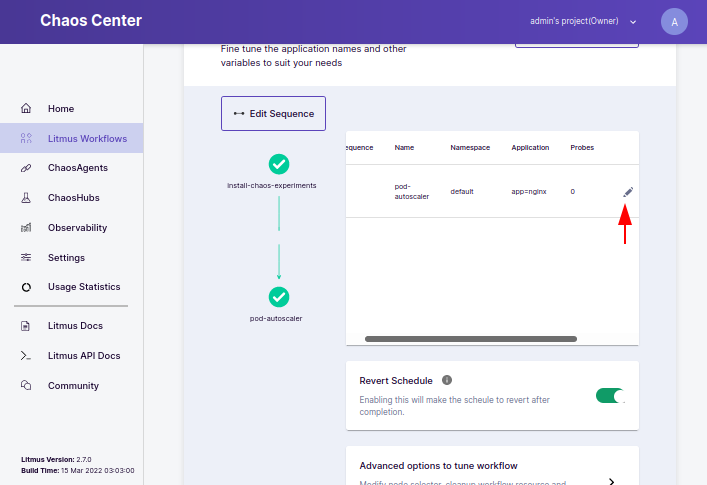 Chaos Center
admin's project(Owner)
A
Fine tune the application names and other
variables to suit your needs
Home
Litmus Workflows
ChaosAgents
ChaosHubs
Observability
Settings
Usage Statistics
Litmus Docs
Litmus API Docs
Community
Litmus Version: 2.7.0
Build Time: 15 Mar 2022 03:03:00
Edit Sequence
install-chaos-experiments
pod-autoscaler
equence Name Namespace Application Probes
pod-
autoscaler
default app=nginx 0
Revert Schedule
Enabling this will make the scheule to revert after
completion.
Advanced options to tune workflow
Modify node selector, cleanup workflow resource and